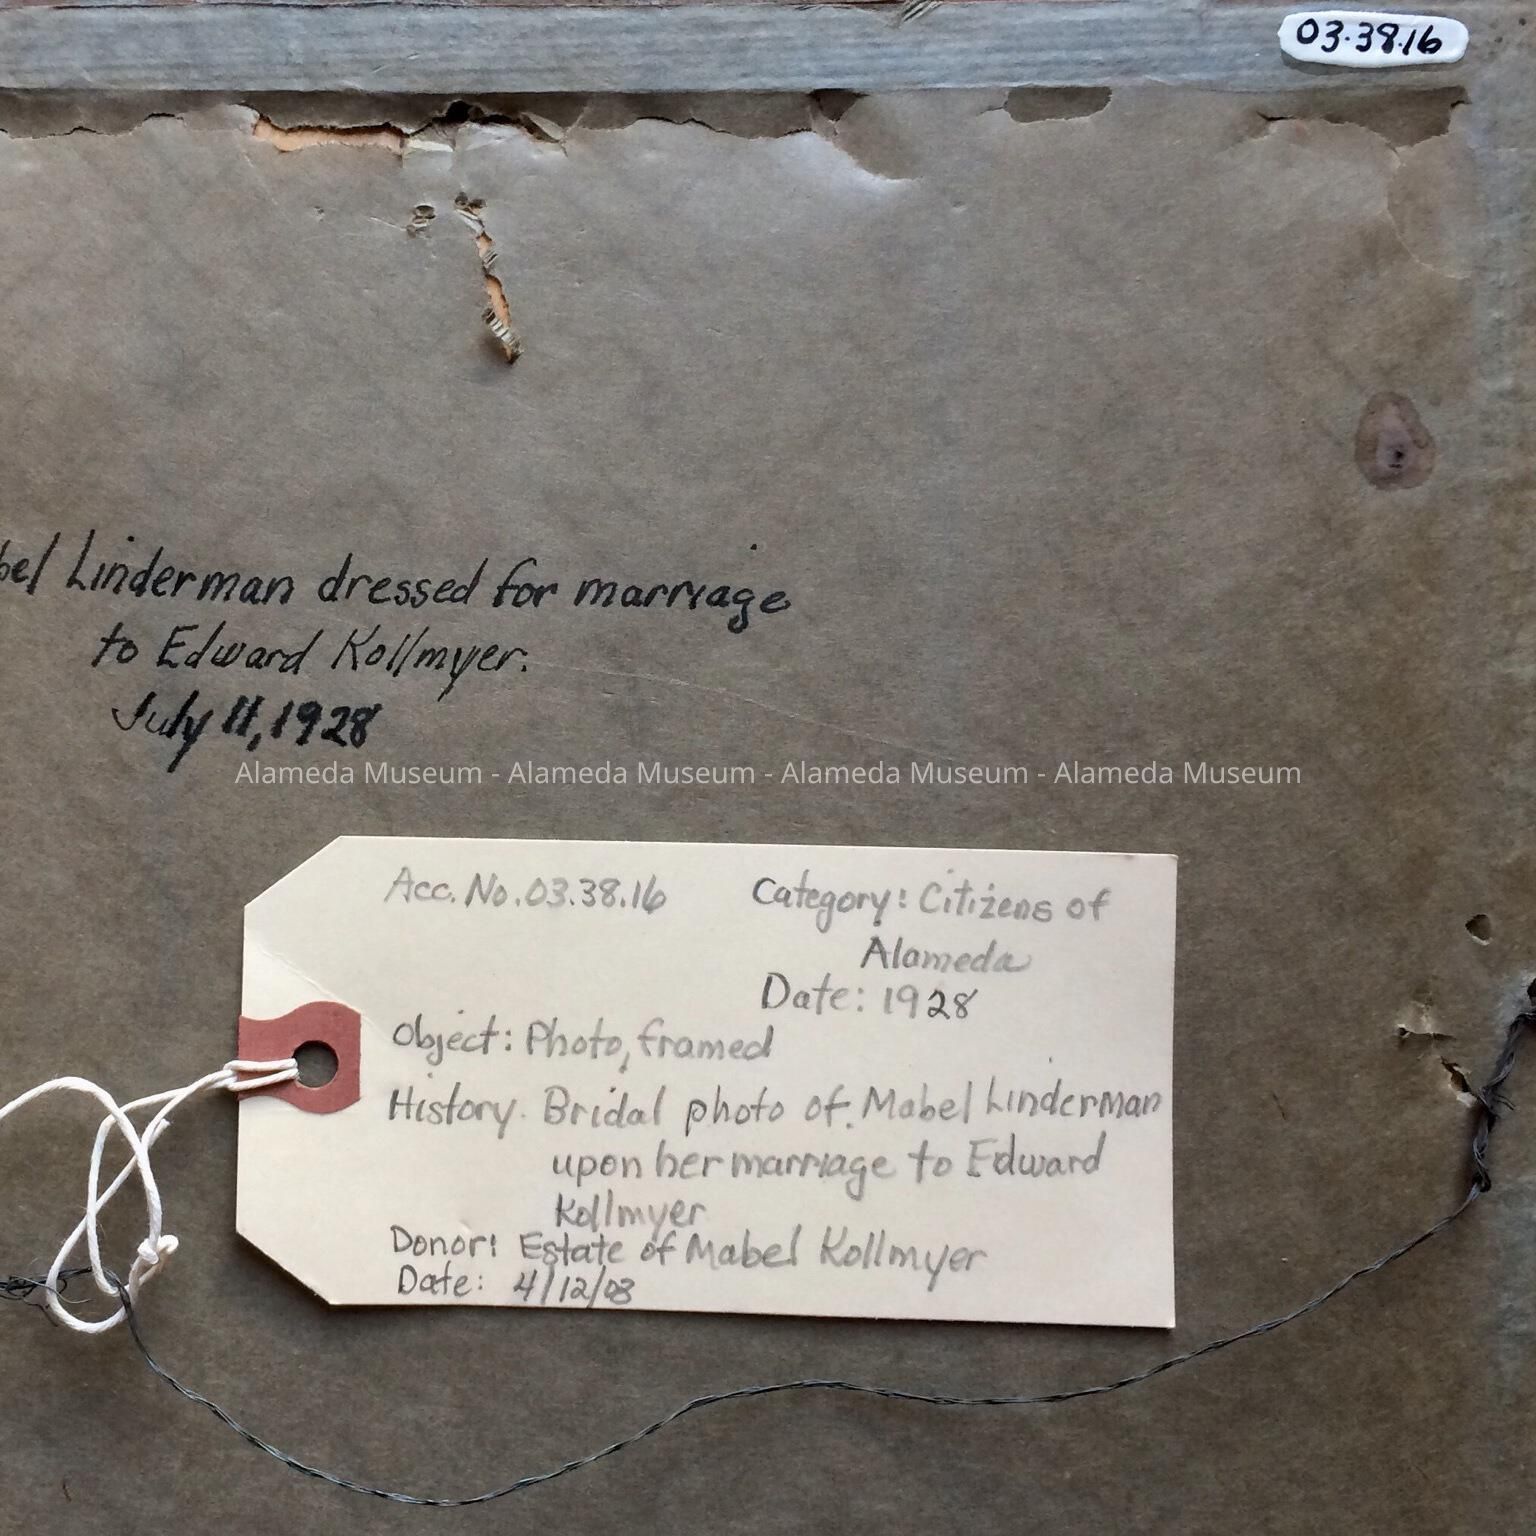 03.38.16
bel Linderman dressed for marriage
to Edward Kollmyer.
July 11, 1928
Alameda Museum - Alameda Museum - Alameda Museum - Alameda Museum
Acc. No. 03.38.16
Category: Citizens of
Alameda
Date: 1928
Object: Photo, framed
History. Bridal photo of. Mabel Linderman
upon her marriage to Edward
Kollmyer
Donor: Estate of Mabel Kollmyer
Date: 4/12/03